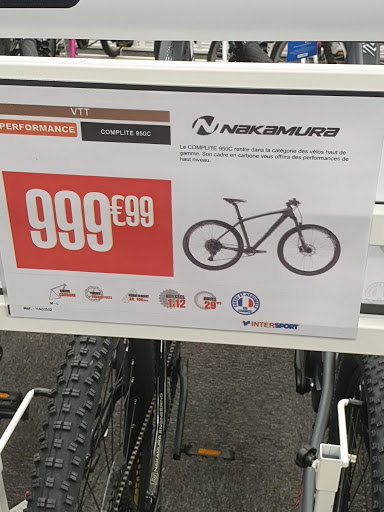 VTT
PERFORMANCE
COMPLITE 950C
NAKAMURA
Le COMPLITE 950C rentre dans la catégorie des vélos haut de
gamme. Son cadre en carbone vous offrira des performances de
haut niveau.
999€99
1x12
29"
INTERSPORT